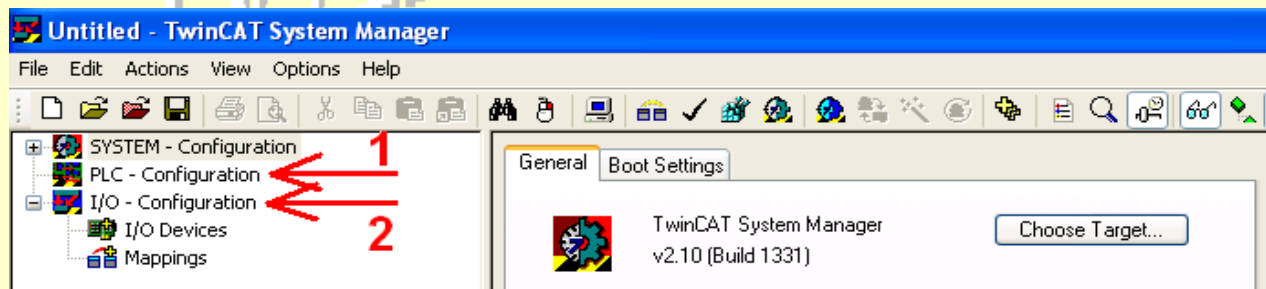 Untitled - TwinCAT System Manager
File Edit Actions View Options Help
SYSTEM - Configuration
PLC - Configuration
1
I/O - Configuration
2
I/O Devices
Mappings
General Boot Settings
TwinCAT System Manager
v2.10 (Build 1331)
Choose Target...